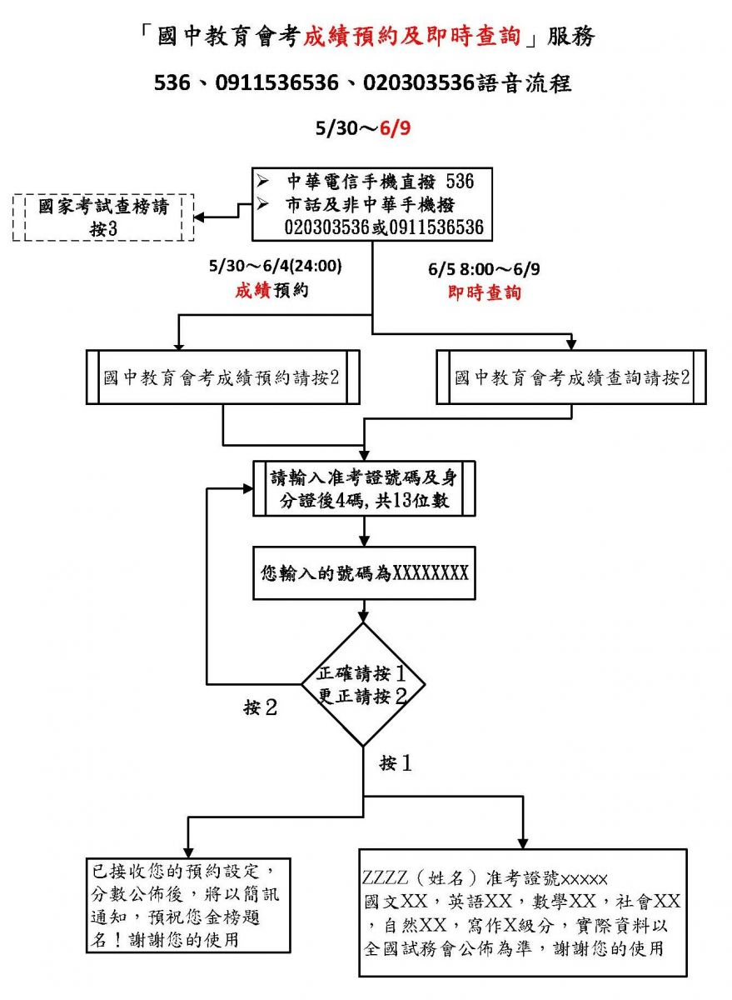 「國中教育會考成績預約及即時查詢」服務
536、0911536536、020303536語音流程
5/30～6/9
➢ 中華電信手機直撥 536
➢ 市話及非中華手機撥
020303536或0911536536
國家考試查榜請
按3
5/30～6/4(24:00)
成績預約
6/5 8:00～6/9
即時查詢
國中教育會考成績預約請按2
國中教育會考成績查詢請按2
請輸入准考證號碼及身
分證後4碼,共13位數
您輸入的號碼為XXXXXXXX
正確請按1
更正請按2
按2
按1
已接收您的預約設定，
分數公佈後，將以簡訊
通知，預祝您金榜題
名！謝謝您的使用
ZZZZ（姓名）准考證號xxxxx
國文XX，英語XX，數學XX，社會XX
，自然XX，寫作X級分，實際資料以
全國試務會公佈為準，謝謝您的使用